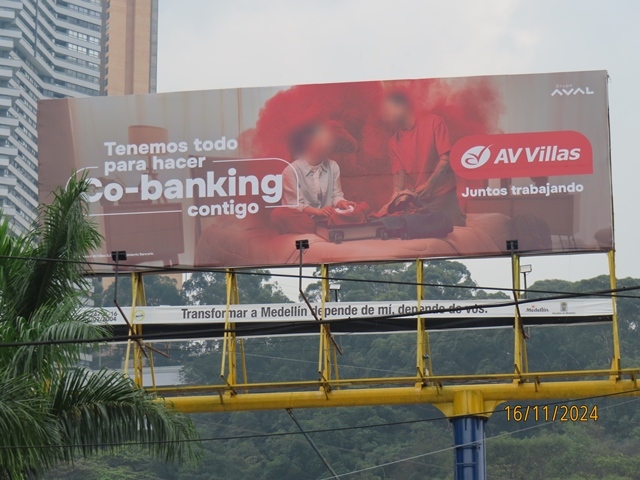 Grupo
AVAL
Tenemos todo
para hacer
Co-banking
contigo
AV Villas
Juntos trabajando
Transformar a Medellín depende de mí, depende de vos.
Medellín
16/11/2024